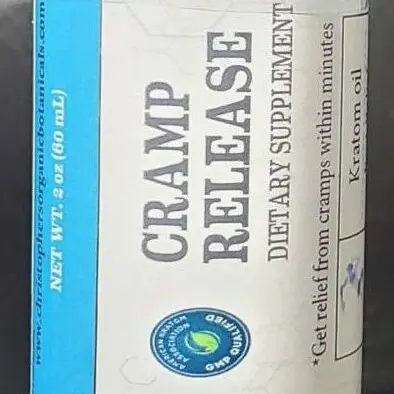 www.christophersorganicbotanicals.com
NET WT. 2 oz (60 mL)
CRAMP
RELEASE
DIETARY SUPPLEMENT
*Get relief from cramps within minutes
Kratom oil
AMERICAN KRATOM
ASSOCIATION
GMP QUALIFIED